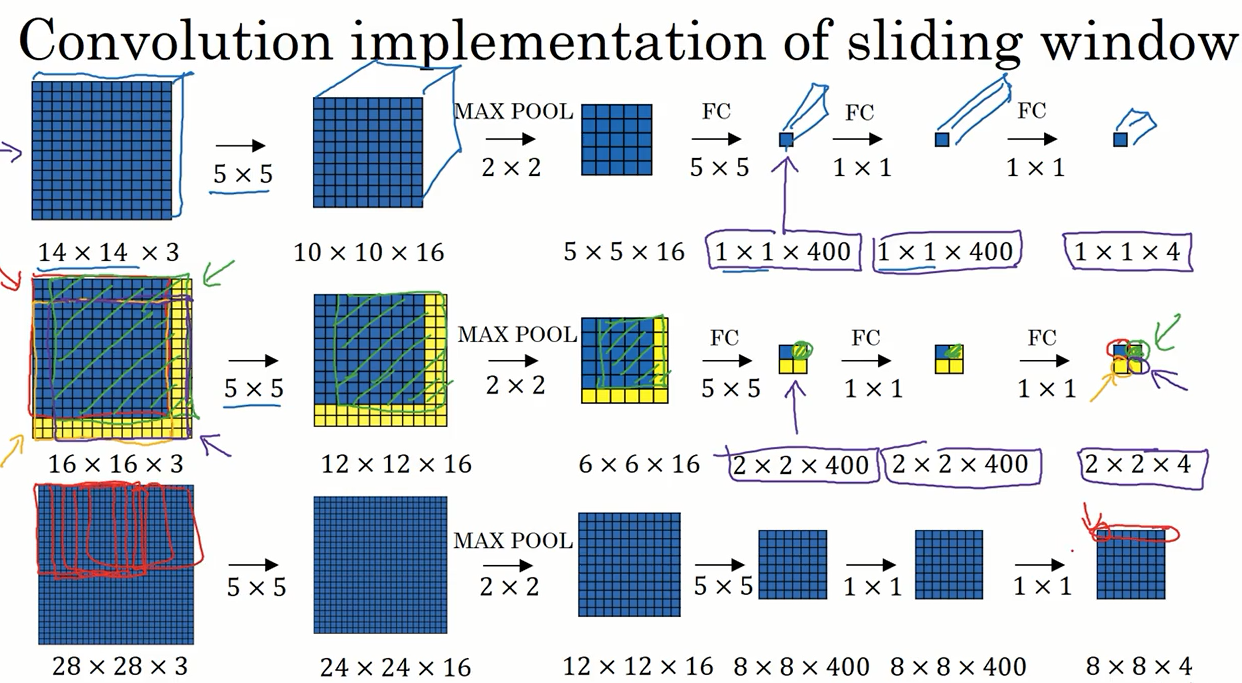 Convolution implementation of sliding windows
MAX POOL FC FC FC
5 × 5 2 × 2 5 × 5 1 × 1 1 × 1
14 × 14 × 3 10 × 10 × 16 5 × 5 × 16 1 × 1 × 400 1 × 1 × 400 1 × 1 × 4
MAX POOL FC FC FC
5 × 5 2 × 2 5 × 5 1 × 1 1 × 1
16 × 16 × 3 12 × 12 × 16 6 × 6 × 16 2 × 2 × 400 2 × 2 × 400 2 × 2 × 4
MAX POOL
5 × 5 2 × 2 5 × 5 1 × 1 1 × 1
28 × 28 × 3 24 × 24 × 16 12 × 12 × 16 8 × 8 × 400 8 × 8 × 400 8 × 8 × 4